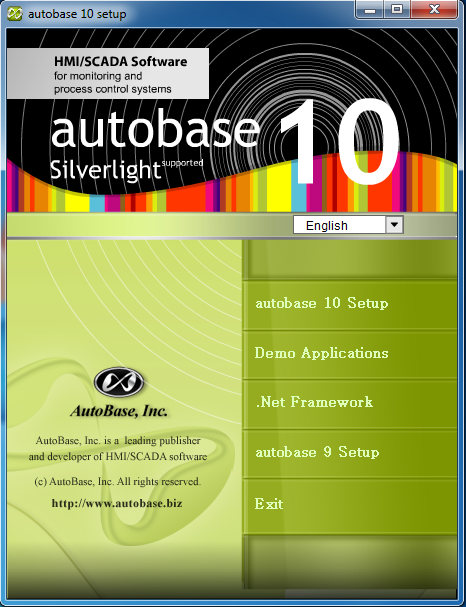 autobase 10 setup
HMI/SCADA Software
for monitoring and
process control systems
autobase 10
Silverlight supported
English
autobase 10 Setup
Demo Applications
.Net Framework
autobase 9 Setup
Exit
AutoBase, Inc.
AutoBase, Inc. is a leading publisher
and developer of HMI/SCADA software
(c) AutoBase, Inc. All rights reserved.
http://www.autobase.biz